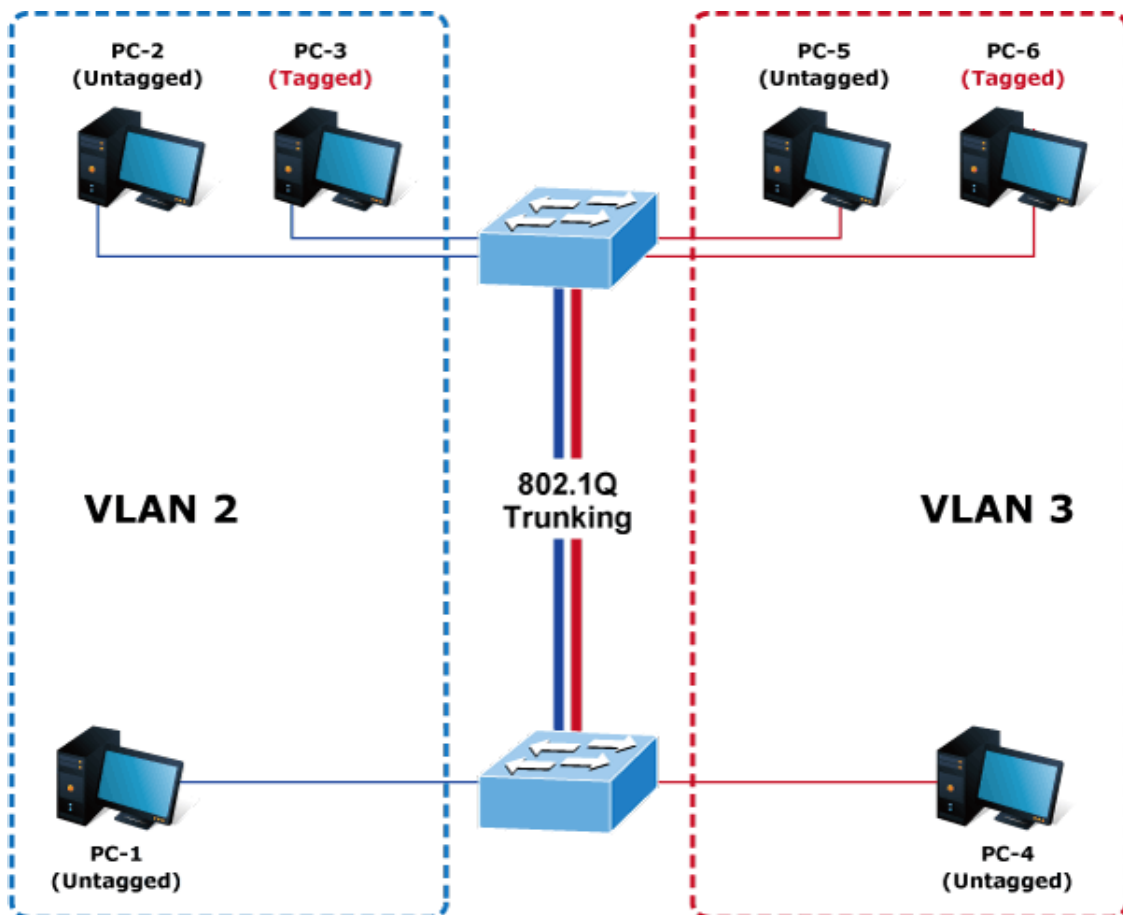 PC-2
(Untagged)
PC-3
(Tagged)
PC-5
(Untagged)
PC-6
(Tagged)
802.1Q
Trunking
VLAN 2
VLAN 3
PC-1
(Untagged)
PC-4
(Untagged)